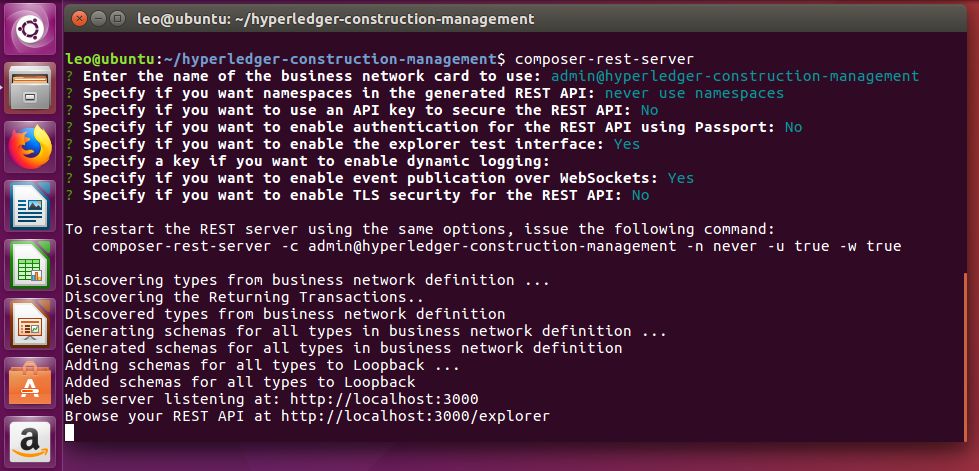 leo@ubuntu: ~/hyperledger-construction-management
leo@ubuntu:~/hyperledger-construction-management$ composer-rest-server
? Enter the name of the business network card to use: admin@hyperledger-construction-management
? Specify if you want namespaces in the generated REST API: never use namespaces
? Specify if you want to use an API key to secure the REST API: No
? Specify if you want to enable authentication for the REST API using Passport: No
? Specify if you want to enable the explorer test interface: Yes
? Specify a key if you want to enable dynamic logging:
? Specify if you want to enable event publication over WebSockets: Yes
? Specify if you want to enable TLS security for the REST API: No
To restart the REST server using the same options, issue the following command:
composer-rest-server -c admin@hyperledger-construction-management -n never -u true -w true
Discovering types from business network definition ...
Discovering the Returning Transactions..
Discovered types from business network definition
Generating schemas for all types in business network definition ...
Generated schemas for all types in business network definition
Adding schemas for all types to Loopback ...
Added schemas for all types to Loopback
Web server listening at: http://localhost:3000
Browse your REST API at http://localhost:3000/explorer